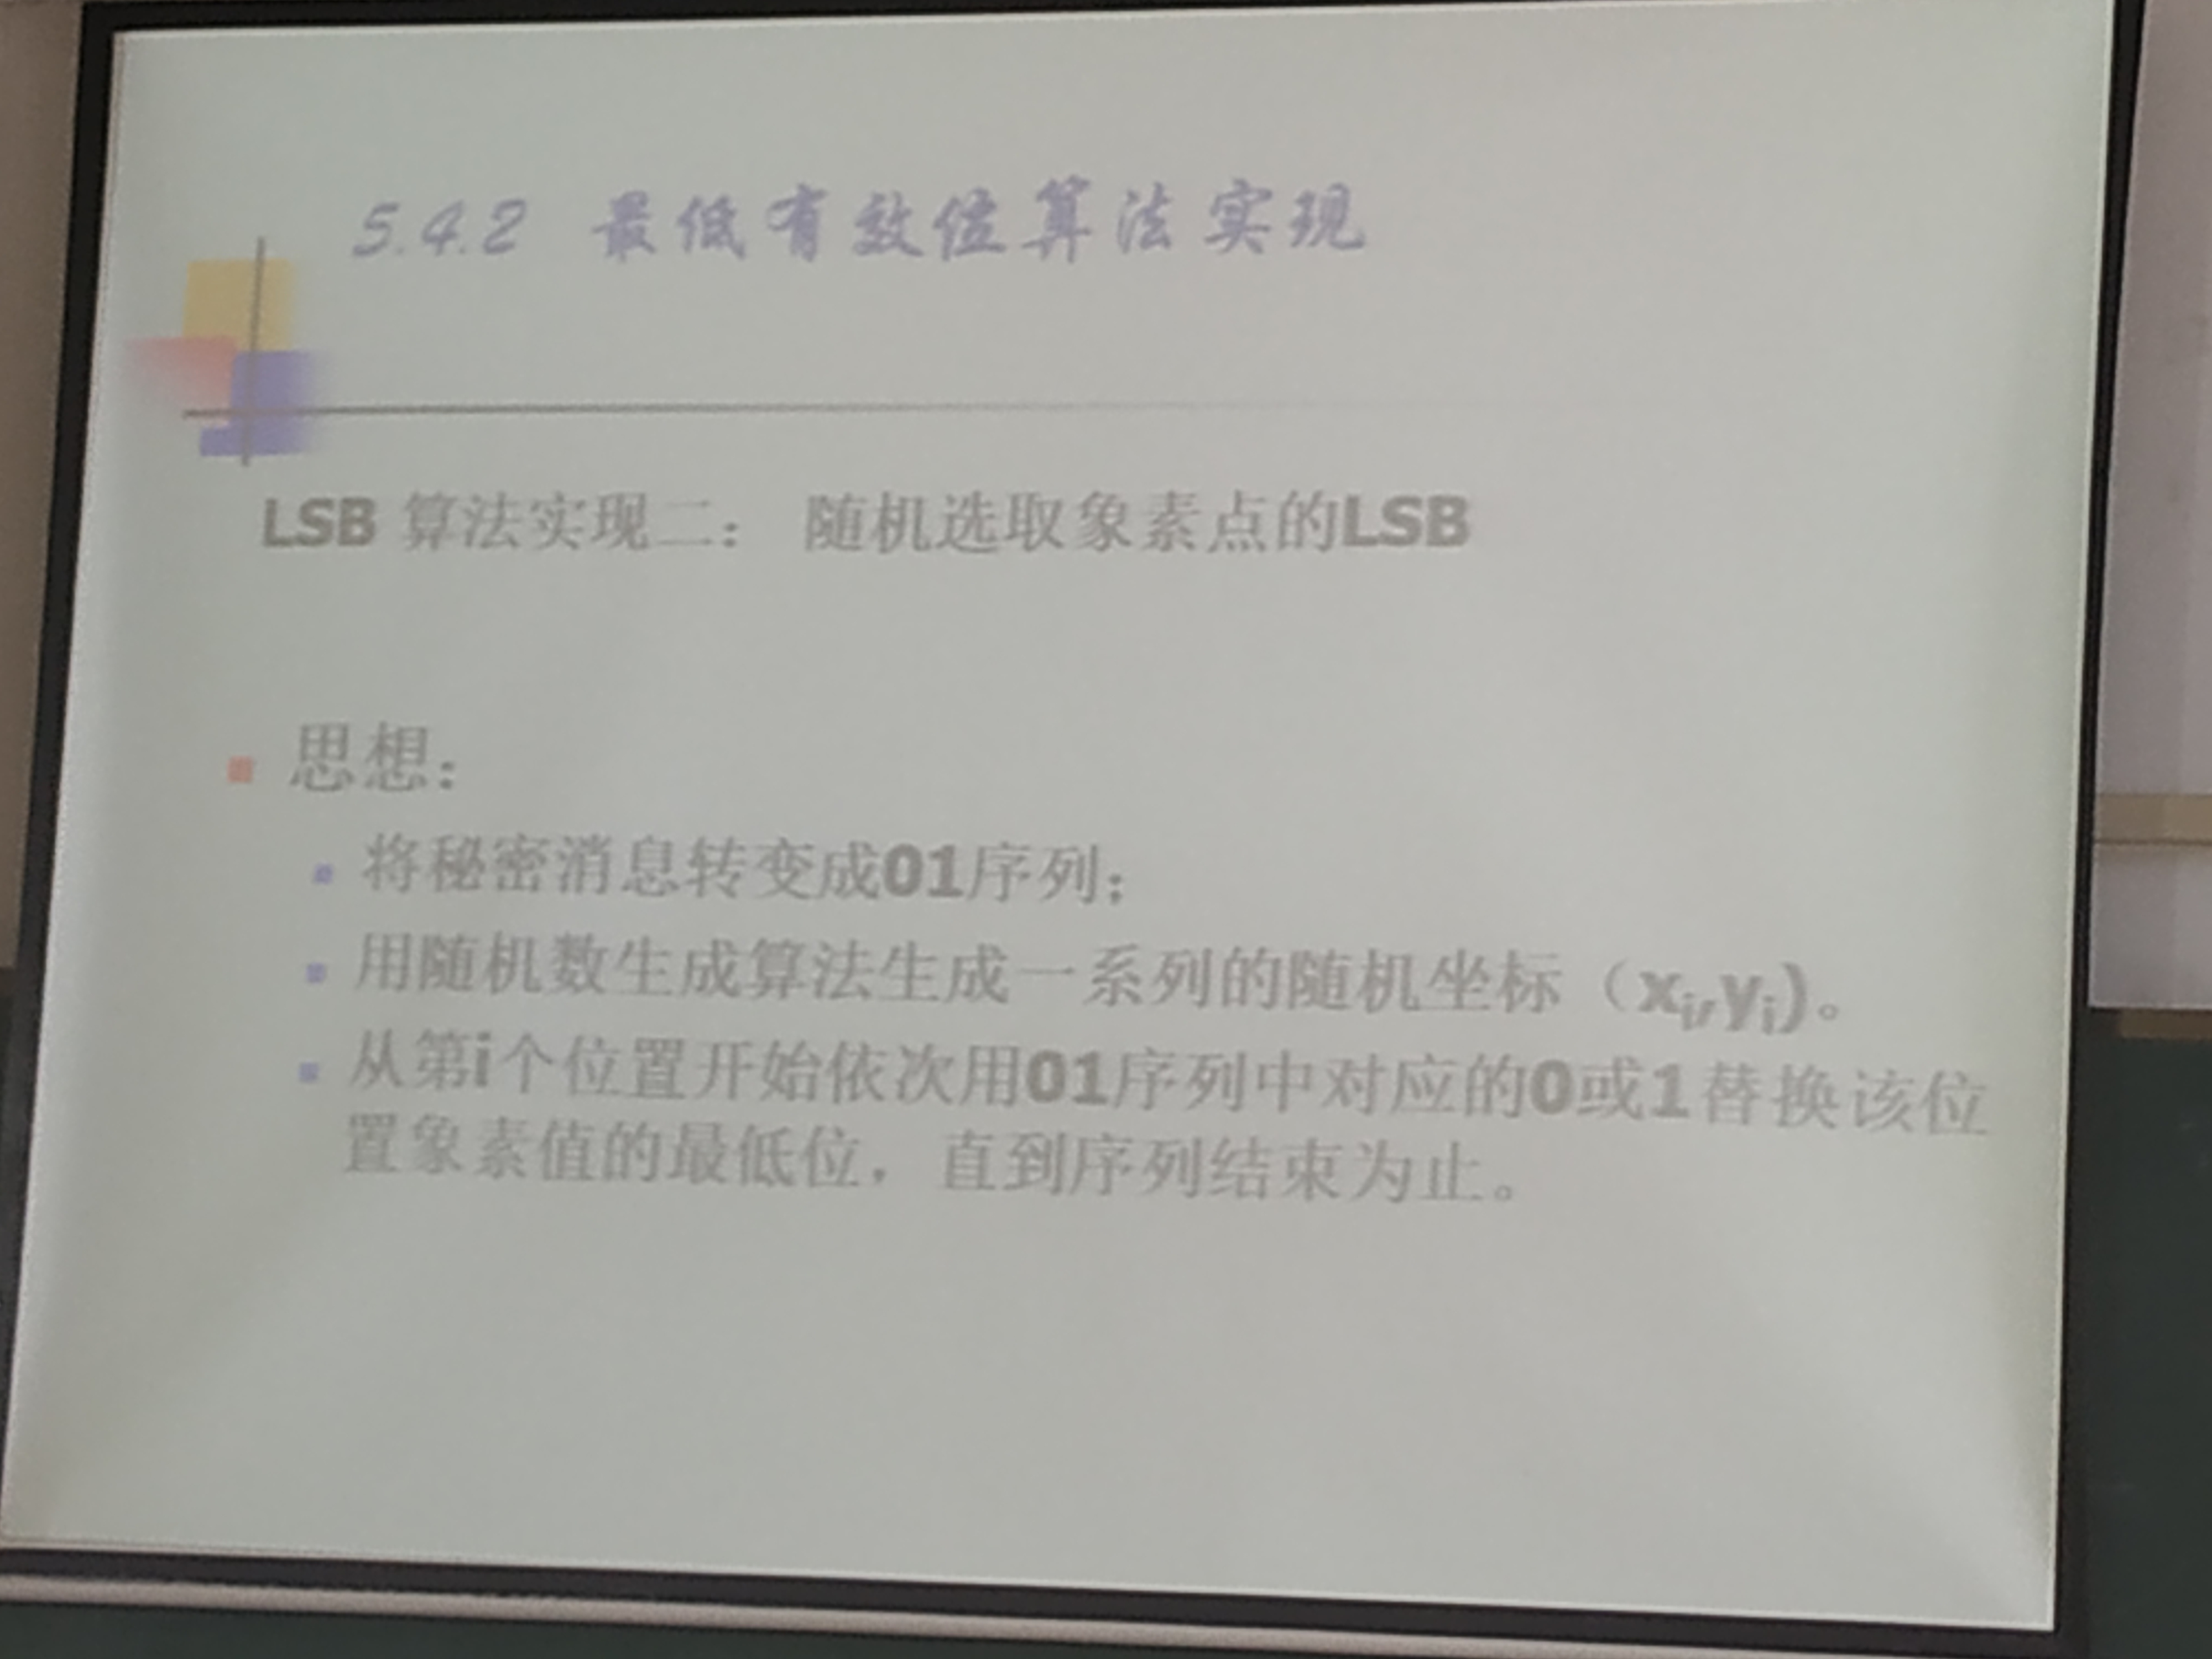 5.4.2 最低有效位算法实现
LSB 算法实现二： 随机选取象素点的LSB
思想：
将秘密消息转变成01序列；
用随机数生成算法生成一系列的随机坐标（xi,yi)。
从第i个位置开始依次用01序列中对应的0或1替换该位
置象素值的最低位，直到序列结束为止。